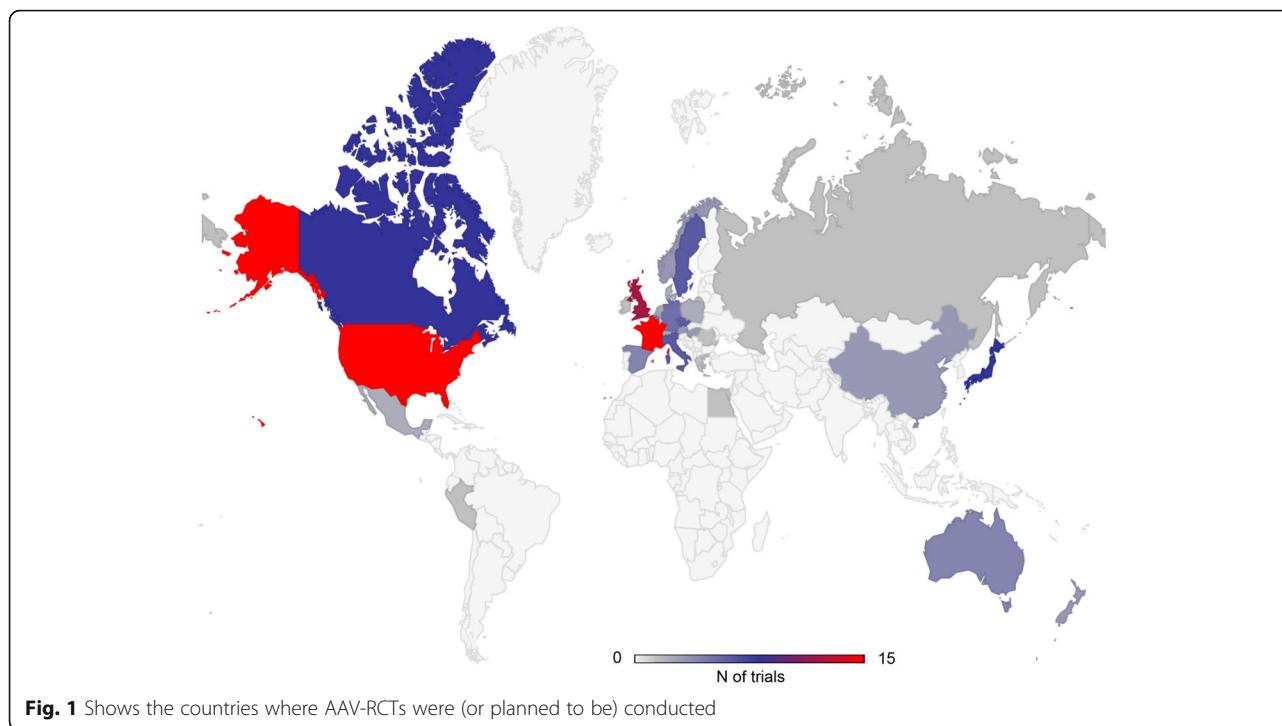 0
15
N of trials
Fig. 1 Shows the countries where AAV-RCTs were (or planned to be) conducted